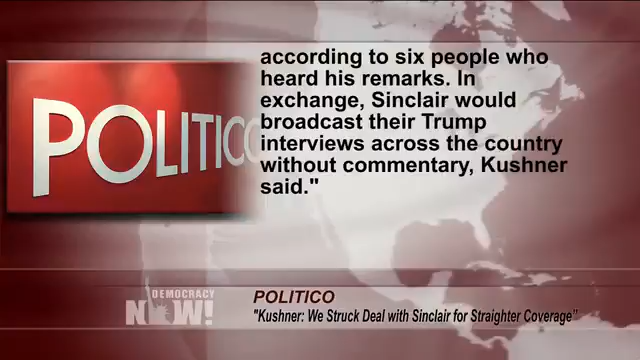 according to six people who
heard his remarks. In
exchange, Sinclair would
broadcast their Trump
interviews across the country
without commentary, Kushner
said."
POLITICO
DEMOCRACY
NOW!
POLITICO
"Kushner: We Struck Deal with Sinclair for Straighter Coverage"